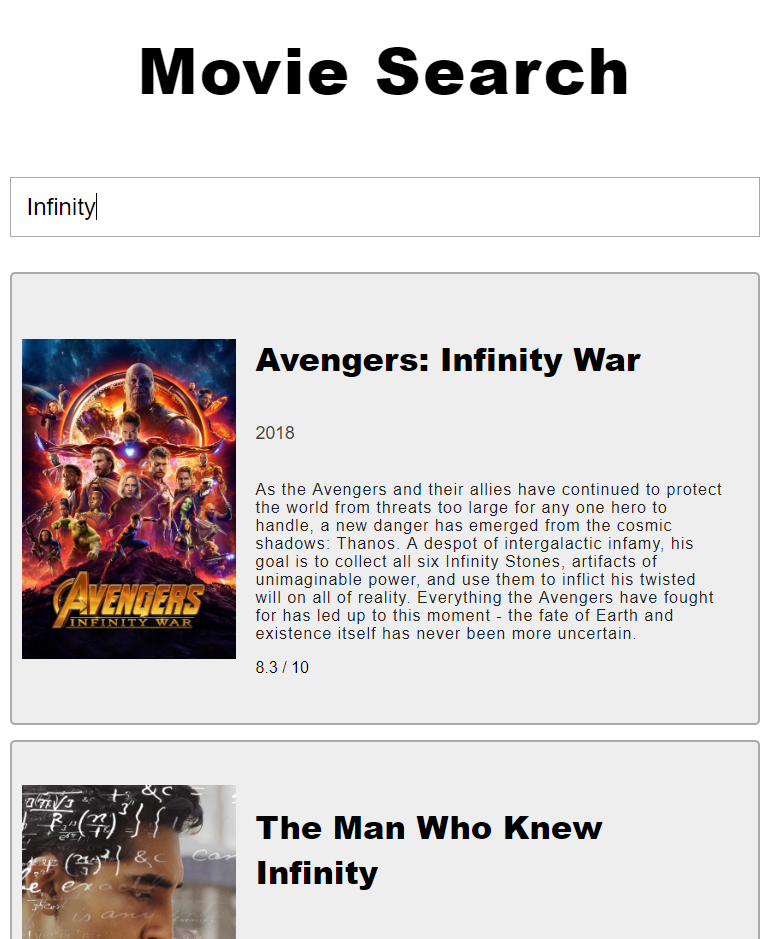 Movie Search
Infinity
Avengers: Infinity War
2018
As the Avengers and their allies have continued to protect
the world from threats too large for any one hero to
handle, a new danger has emerged from the cosmic
shadows: Thanos. A despot of intergalactic infamy, his
goal is to collect all six Infinity Stones, artifacts of
unimaginable power, and use them to inflict his twisted
will on all of reality. Everything the Avengers have fought
for has led up to this moment - the fate of Earth and
existence itself has never been more uncertain.
8.3 / 10
AVENGERS
INFINITY WAR
The Man Who Knew
Infinity